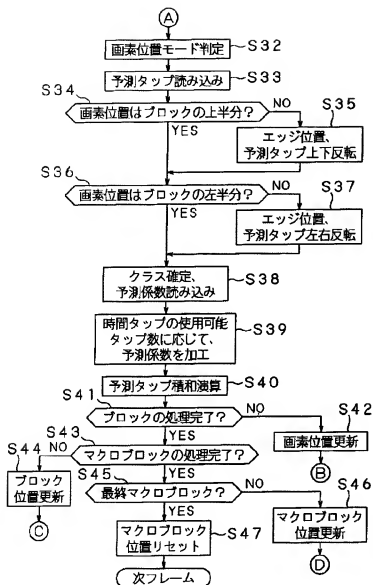 A
画素位置モード判定
S32
予測タップ読み込み
S33
S34
画素位置はブロックの上半分?
NO
S35
YES
エッジ位置、
予測タップ上下反転
S36
画素位置はブロックの左半分?
NO
S37
YES
エッジ位置、
予測タップ左右反転
クラス確定、
予測係数読み込み
S38
時間タップの使用可能
タップ数に応じて、
予測係数を加工
S39
予測タップ積和演算
S40
S41
ブロックの処理完了?
NO
S42
YES
画素位置更新
B
S43
マクロブロックの処理完了?
NO
S44
ブロック
位置更新
C
YES
S45
最終マクロブロック?
NO
S46
マクロブロック
位置更新
D
YES
マクロブロック
位置リセット
S47
次フレーム